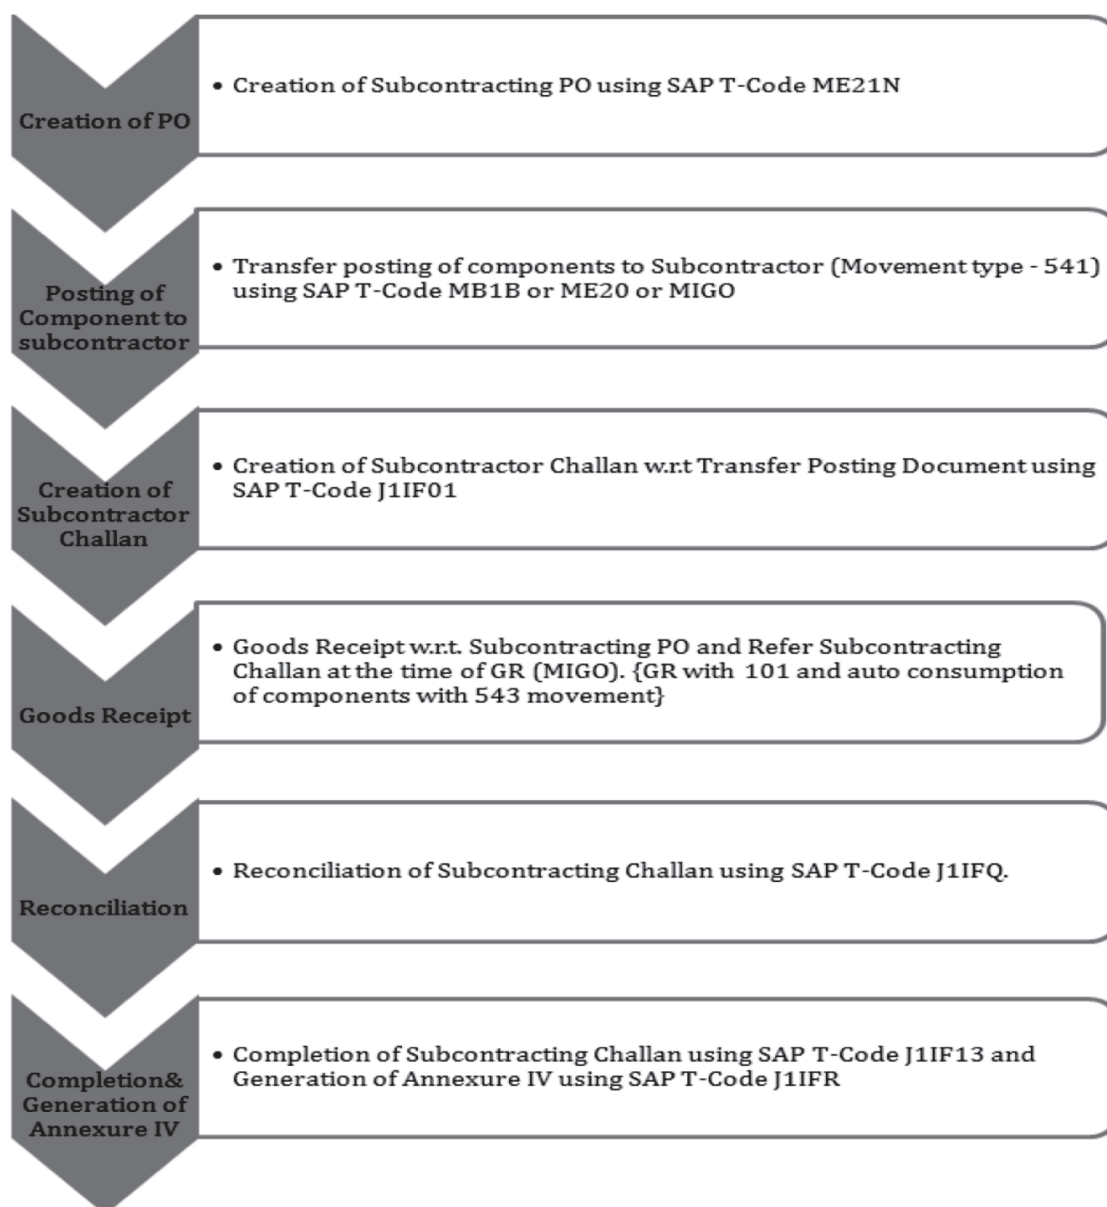 Creation of PO
• Creation of Subcontracting PO using SAP T-Code ME21N
Posting of
Component to
subcontractor
• Transfer posting of components to Subcontractor (Movement type - 541)
using SAP T-Code MB1B or ME20 or MIGO
Creation of
Subcontractor
Challan
• Creation of Subcontractor Challan w.r.t Transfer Posting Document using
SAP T-Code J1IF01
Goods Receipt
• Goods Receipt w.r.t. Subcontracting PO and Refer Subcontracting
Challan at the time of GR (MIGO). {GR with 101 and auto consumption
of components with 543 movement}
Reconciliation
• Reconciliation of Subcontracting Challan using SAP T-Code J1IFQ.
Completion&
Generation of
Annexure IV
• Completion of Subcontracting Challan using SAP T-Code J1IF13 and
Generation of Annexure IV using SAP T-Code J1IFR